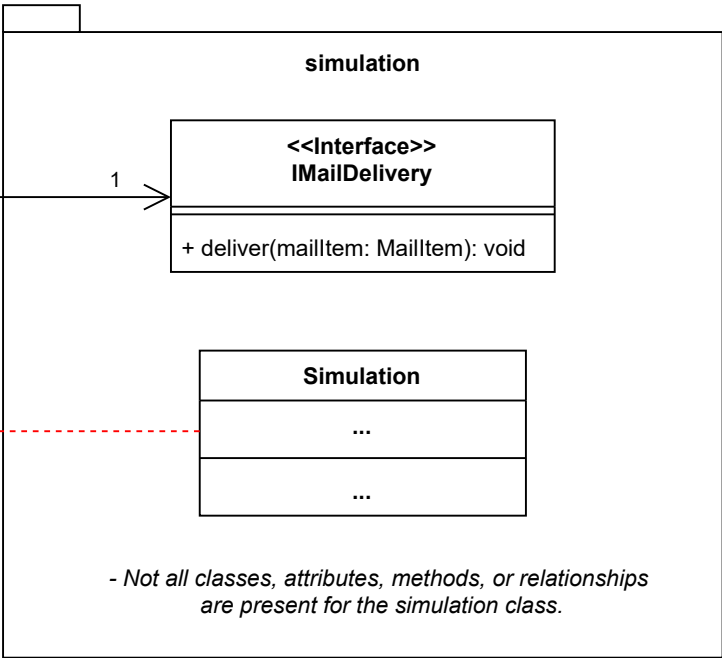 simulation
<<Interface>>
IMailDelivery
1
+ deliver(mailItem: MailItem): void
Simulation
...
...
- Not all classes, attributes, methods, or relationships
are present for the simulation class.